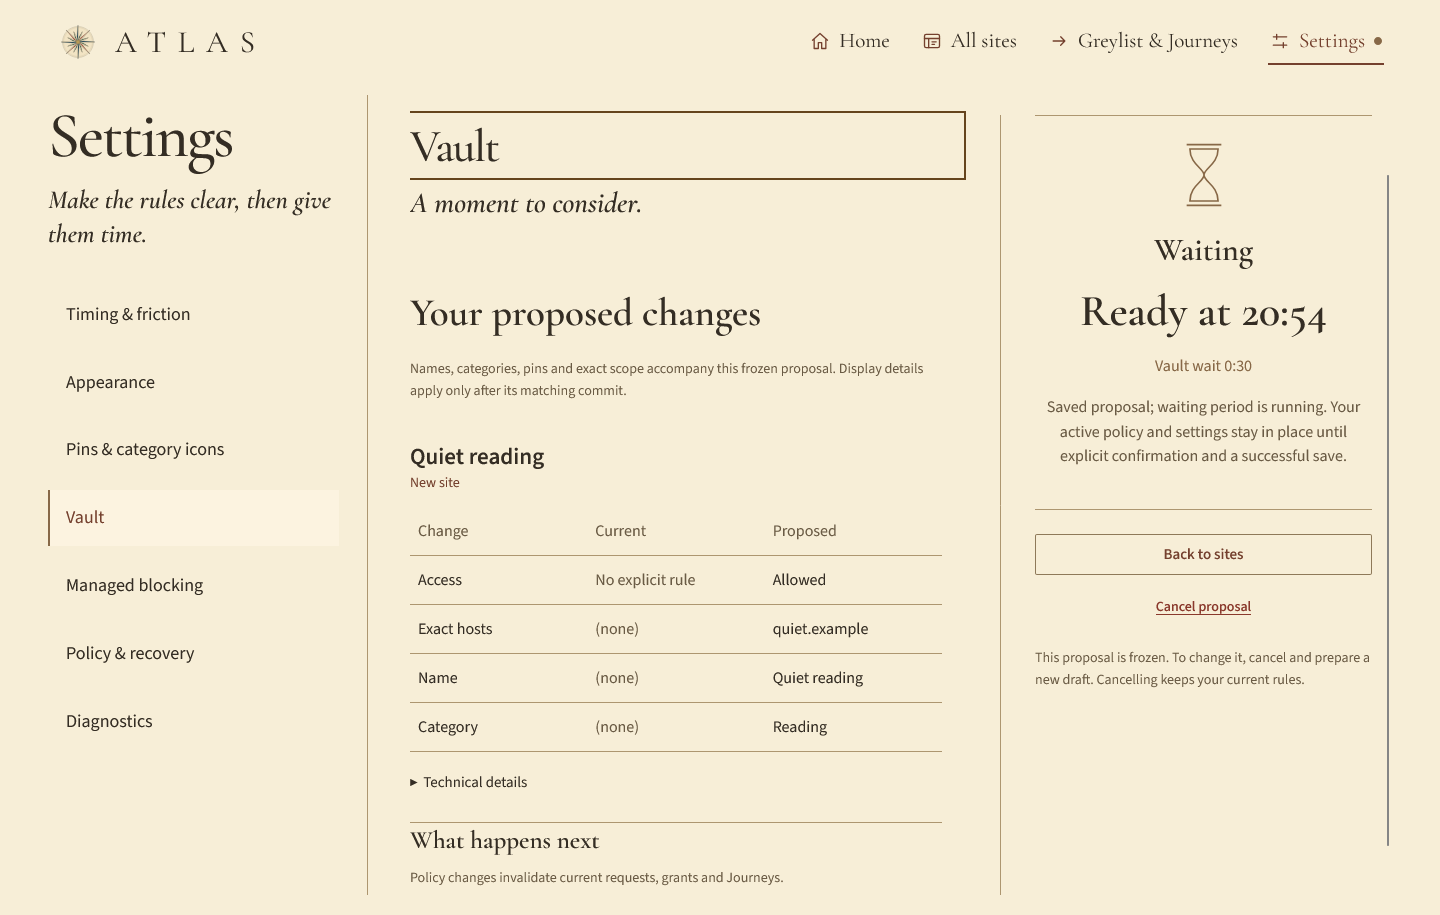 ATLAS
Home
All sites
Greylist & Journeys
Settings
Settings
Make the rules clear, then give
them time.
Timing & friction
Appearance
Pins & category icons
Vault
Managed blocking
Policy & recovery
Diagnostics
Vault
A moment to consider.
Your proposed changes
Names, categories, pins and exact scope accompany this frozen proposal. Display details
apply only after its matching commit.
Quiet reading
New site
Change Current Proposed
Access No explicit rule Allowed
Exact hosts (none) quiet.example
Name (none) Quiet reading
Category (none) Reading
Technical details
What happens next
Policy changes invalidate current requests, grants and Journeys.
Waiting
Ready at 20:54
Vault wait 0:30
Saved proposal; waiting period is running. Your
active policy and settings stay in place until
explicit confirmation and a successful save.
Back to sites
Cancel proposal
This proposal is frozen. To change it, cancel and prepare a
new draft. Cancelling keeps your current rules.